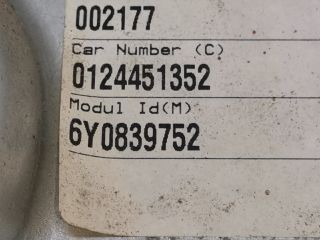 002177
Car Number (C)
0124451352
Modul Id(M)
6Y0839752